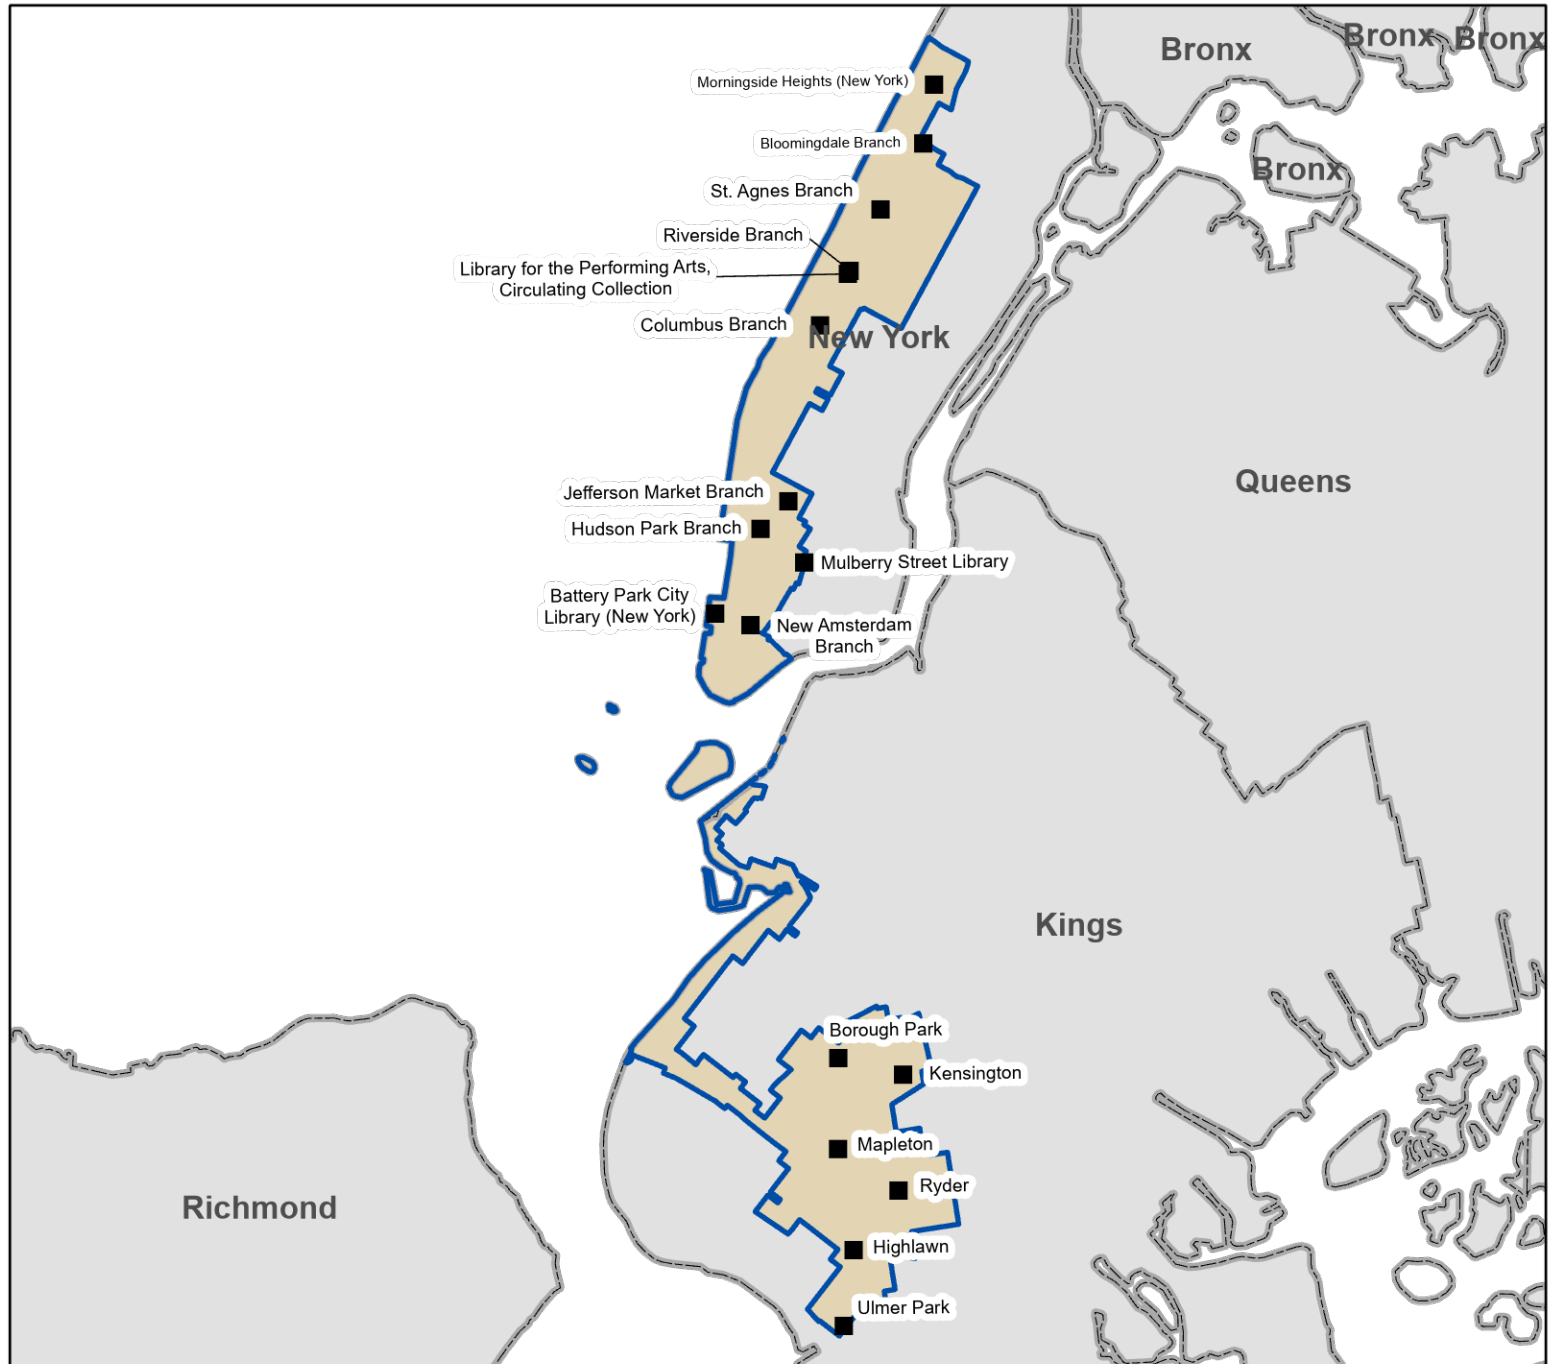 Bronx
Bronx
Bronx
Morningside Heights (New York)
Bloomingdale Branch
Bronx
St. Agnes Branch
Riverside Branch
Library for the Performing Arts,
Circulating Collection
Columbus Branch
New York
Queens
Jefferson Market Branch
Hudson Park Branch
Mulberry Street Library
Battery Park City
Library (New York)
New Amsterdam
Branch
Kings
Borough Park
Kensington
Mapleton
Ryder
Richmond
Highlawn
Ulmer Park